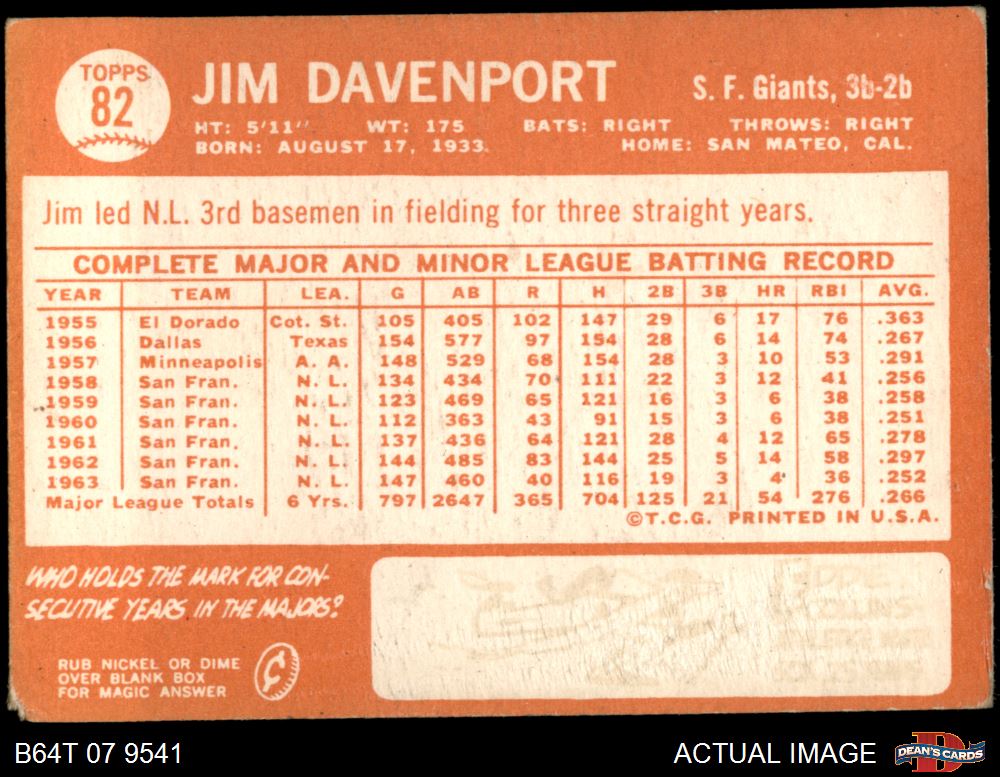 TOPPS
82
JIM DAVENPORT
S. F. Giants, 3b-2b
HT: 5'11" WT: 175 BATS: RIGHT THROWS: RIGHT
BORN: AUGUST 17, 1933. HOME: SAN MATEO, CAL.
Jim led N.L. 3rd basemen in fielding for three straight years.
COMPLETE MAJOR AND MINOR LEAGUE BATTING RECORD
YEAR TEAM LEA. G AB R H 2B 3B HR RBI AVG.
1955 El Dorado Cot. St. 105 405 102 147 29 6 17 76 .363
1956 Dallas Texas 154 577 97 154 28 6 14 74 .267
1957 Minneapolis A. A. 148 529 68 154 28 3 10 53 .291
1958 San Fran. N. L. 134 434 70 111 22 3 12 41 .256
1959 San Fran. N. L. 123 469 65 121 16 3 6 38 .258
1960 San Fran. N. L. 112 363 43 91 15 3 6 38 .251
1961 San Fran. N. L. 137 436 64 121 28 4 12 65 .278
1962 San Fran. N. L. 144 485 83 144 25 5 14 58 .297
1963 San Fran. N. L. 147 460 40 116 19 3 4 36 .252
Major League Totals 6 Yrs. 797 2647 365 704 125 21 54 276 .266
©T.C.G. PRINTED IN U.S.A.
WHO HOLDS THE MARK FOR CON-
SECUTIVE YEARS IN THE MAJORS?
RUB NICKEL OR DIME
OVER BLANK BOX
FOR MAGIC ANSWER
B64T 07 9541
ACTUAL IMAGE
DEAN'S CARDS